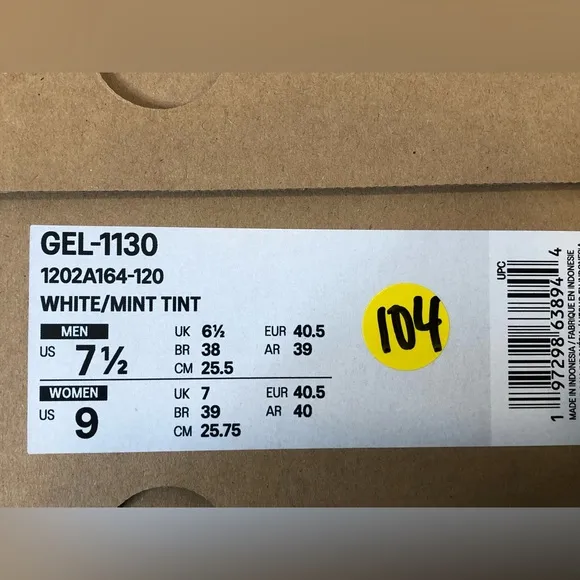 GEL-1130
1202A164-120
WHITE/MINT TINT
MEN
US 7½
UK 6½
BR 38
CM 25.5
EUR 40.5
AR 39
WOMEN
US 9
UK 7
BR 39
CM 25.75
EUR 40.5
AR 40
104
UPC
1 97298 63894 4
MADE IN INDONESIA / FABRIQUE EN INDONESIE